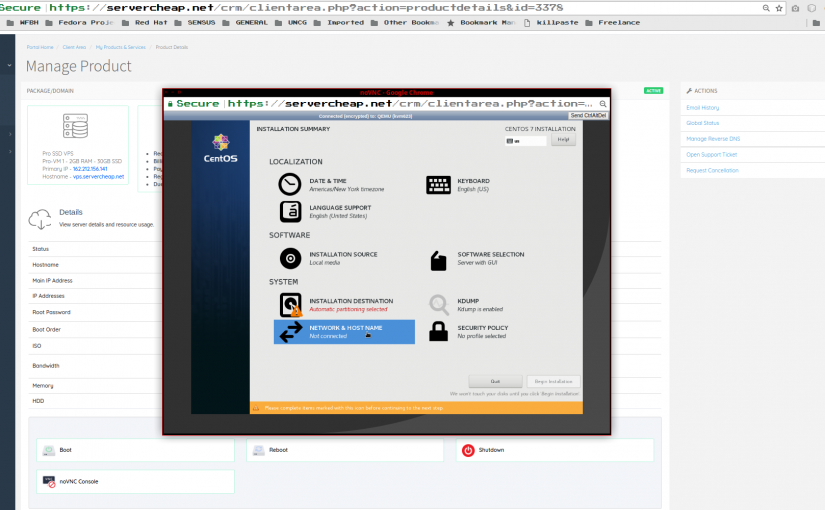 Secure https://servercheap.net/crm/clientarea.php?action=productdetails&id=3378
WFBH Fedora Proje Red Hat SENSUS GENERAL UNCG Imported Other Bookma Bookmark Man killpaste Freelance
Portal Home / Client Area / My Products & Services / Product Details
Manage Product
PACKAGE/DOMAIN
ACTIVE
ACTIONS
Email History
Global Status
Manage Reverse DNS
Open Support Ticket
Request Cancellation
Pro SSD VPS
Pro VM 1 - 2GB RAM - 30GB SSD
Primary IP - 162.212.156.141
Hostname - vps.servercheap.net
Rec
Bill
Pay
Reg
Due
Details
View server details and resource usage.
Status
Hostname
Main IP Address
IP Addresses
Root Password
Boot Order
ISO
Bandwidth
Memory
HDD
Boot
Reboot
Shutdown
noVNC Console
noVNC - Google Chrome
Secure https://servercheap.net/crm/clientarea.php?action=...
Connected (encrypted) to: QEMU
Send CtrlAltDel
CentOS
INSTALLATION SUMMARY
CENTOS 7 INSTALLATION
us
Help!
LOCALIZATION
DATE & TIME
Americas/New York timezone
KEYBOARD
English (US)
LANGUAGE SUPPORT
English (United States)
SOFTWARE
INSTALLATION SOURCE
Local media
SOFTWARE SELECTION
Server with GUI
SYSTEM
INSTALLATION DESTINATION
Automatic partitioning selected
KDUMP
Kdump is enabled
NETWORK & HOST NAME
Not connected
SECURITY POLICY
No profile selected
Quit
Begin Installation
We won't touch your disks until you click 'Begin Installation'.
Please complete items marked with this icon before continuing to the next step.